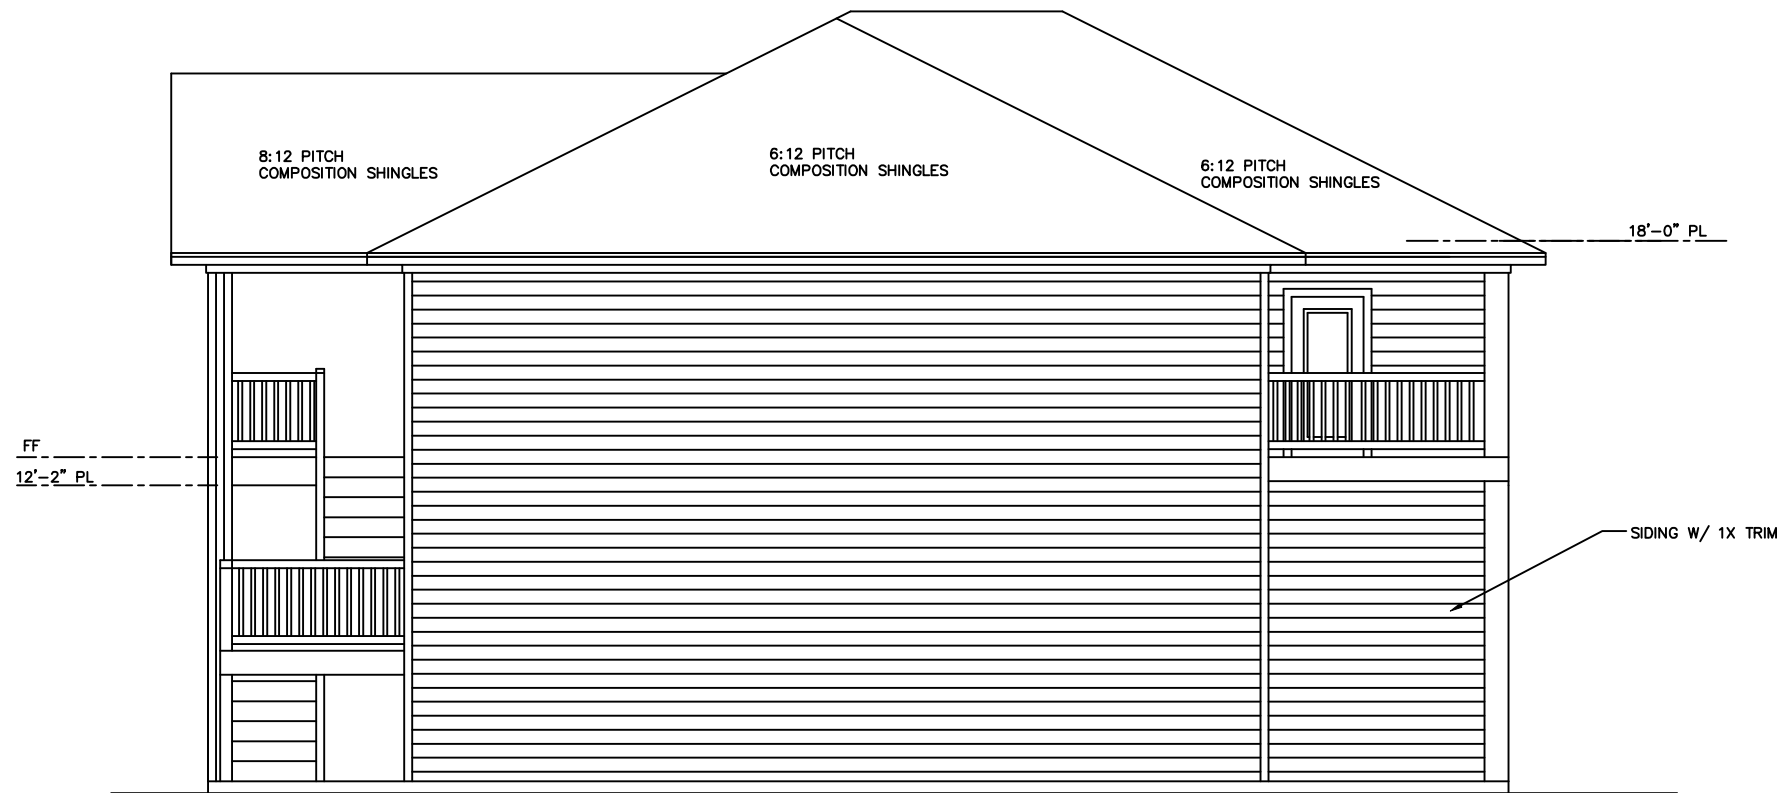 8:12 PITCH
COMPOSITION SHINGLES
6:12 PITCH
COMPOSITION SHINGLES
6:12 PITCH
COMPOSITION SHINGLES
18'-0" PL
FF
12'-2" PL
SIDING W/ 1X TRIM